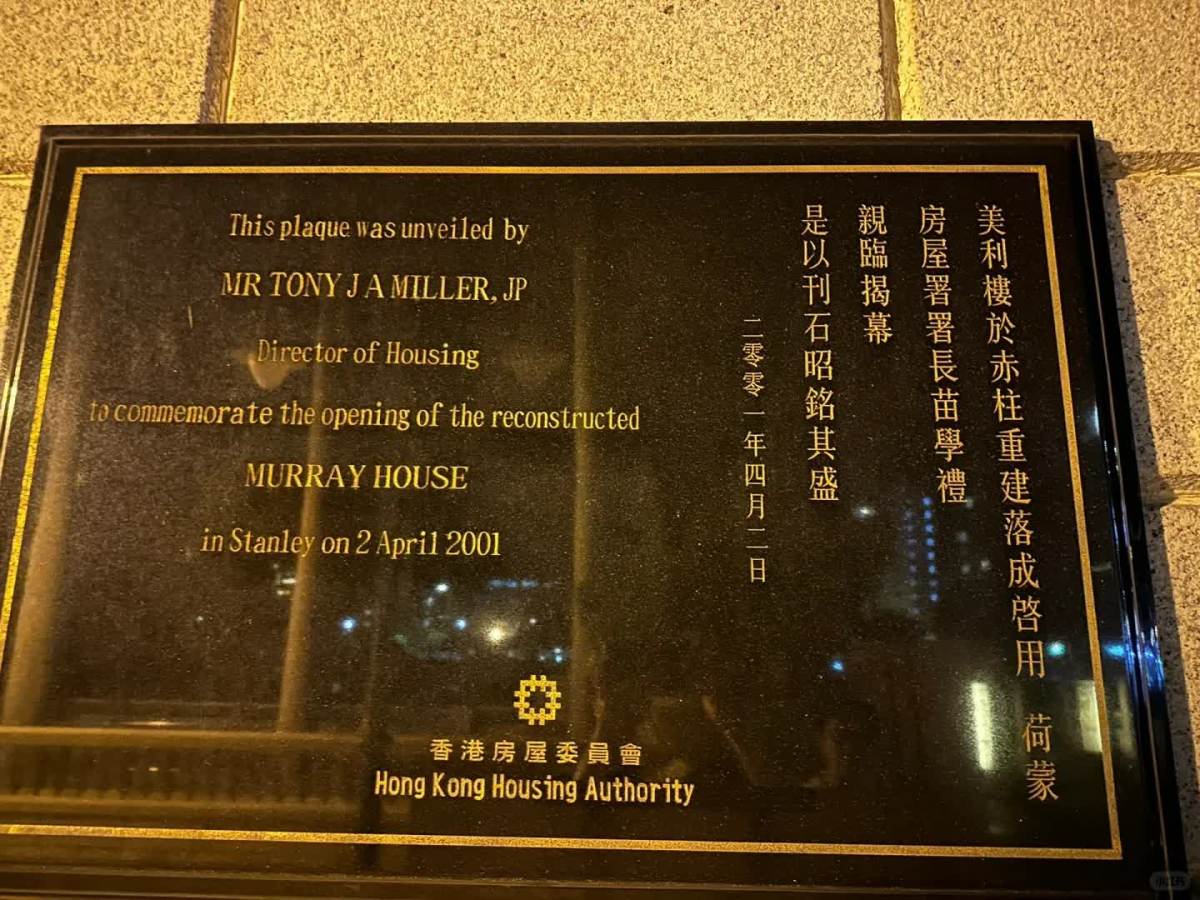 This plaque was unveiled by
MR TONY J A MILLER, JP
Director of Housing
to commemorate the opening of the reconstructed
MURRAY HOUSE
in Stanley on 2 April 2001
美利樓於赤柱重建落成啓用 荷蒙
房屋署署長苗學禮
親臨揭幕
是以刊石昭銘其盛
二零零一年四月二日
香港房屋委員會
Hong Kong Housing Authority